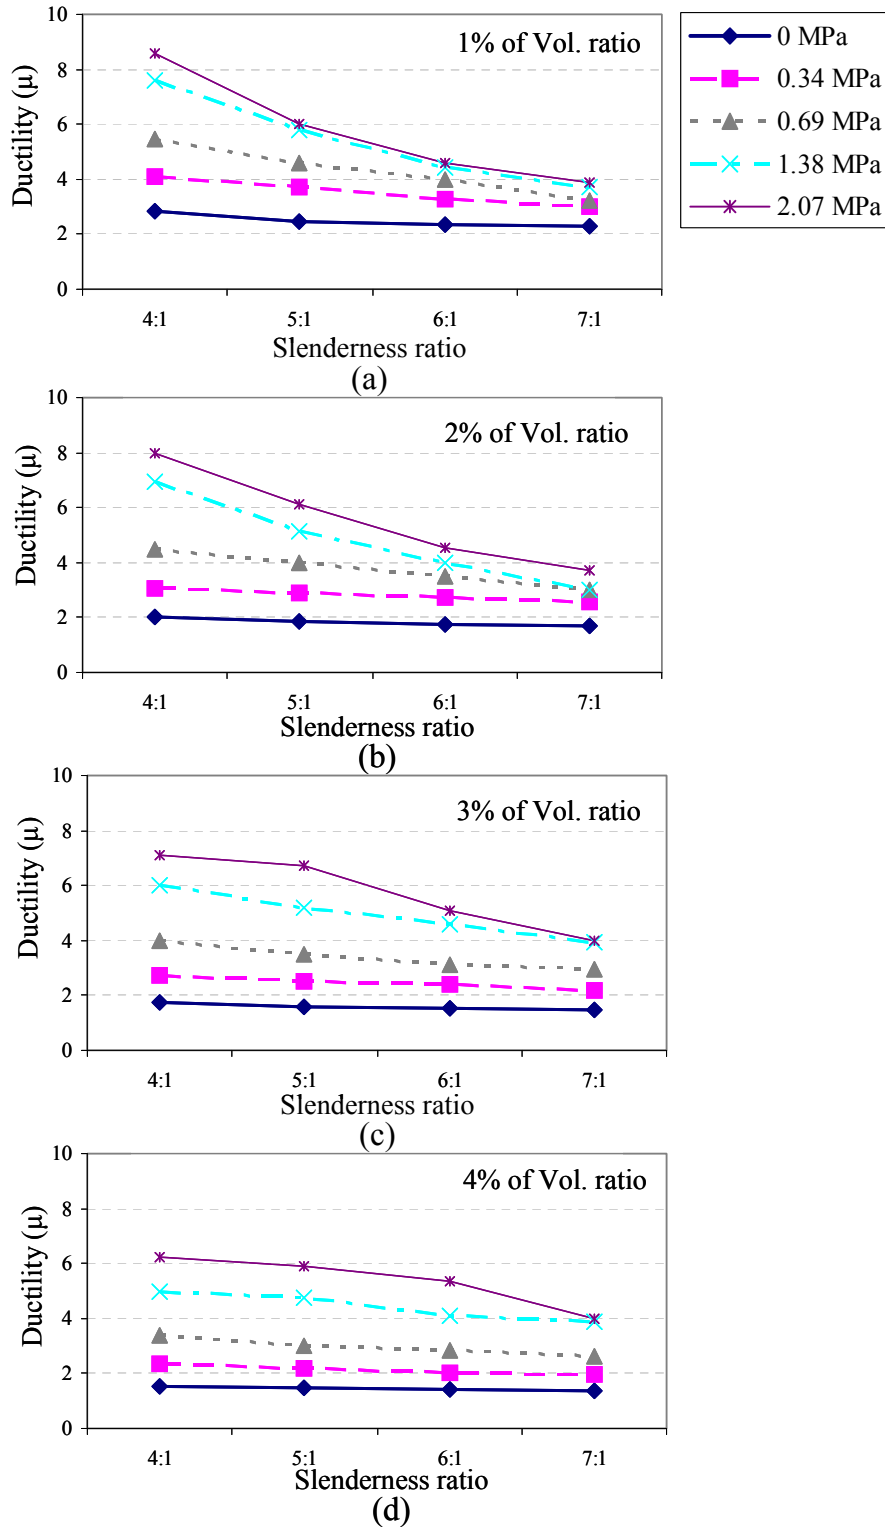 10
8
6
4
2
0
Ductility (μ)
1% of Vol. ratio
4:1 5:1 6:1 7:1
Slenderness ratio
(a)
0 MPa
0.34 MPa
0.69 MPa
1.38 MPa
2.07 MPa
10
8
6
4
2
0
Ductility (μ)
2% of Vol. ratio
4:1 5:1 6:1 7:1
Slenderness ratio
(b)
10
8
6
4
2
0
Ductility (μ)
3% of Vol. ratio
4:1 5:1 6:1 7:1
Slenderness ratio
(c)
10
8
6
4
2
0
Ductility (μ)
4% of Vol. ratio
4:1 5:1 6:1 7:1
Slenderness ratio
(d)